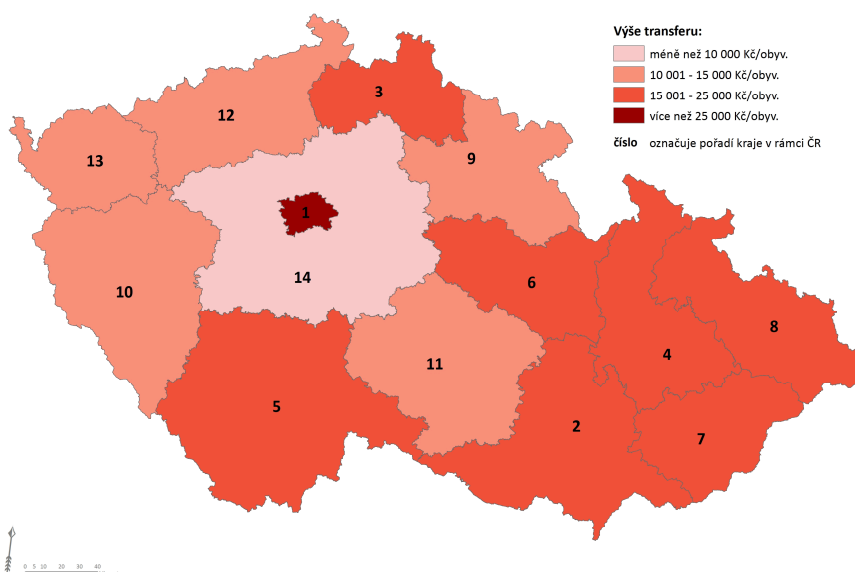 Výše transferu:
méně než 10 000 Kč/obyv.
10 001 - 15 000 Kč/obyv.
15 001 - 25 000 Kč/obyv.
více než 25 000 Kč/obyv.
číslo označuje pořadí kraje v rámci ČR
3
12
13
9
1
14
6
10
8
4
11
5
2
7
0 5 10 20 30 40